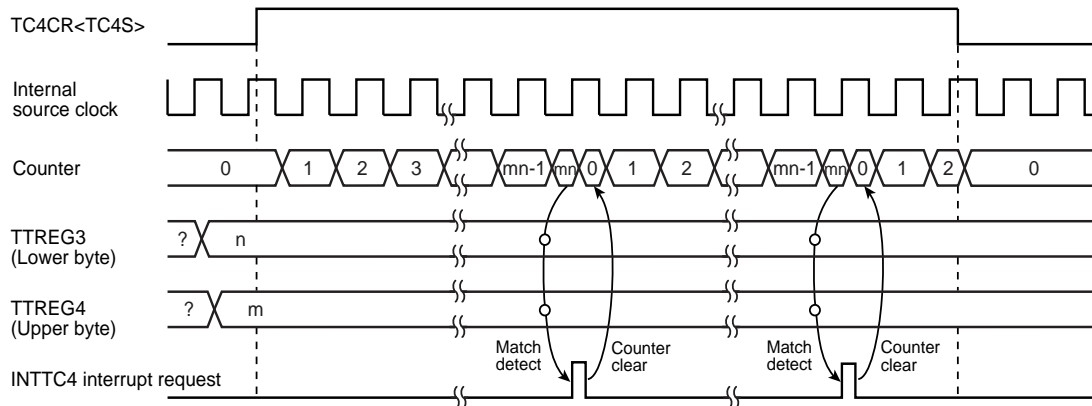 TC4CR<TC4S>
Internal
source clock
Counter
0 1 2 3 mn-1 mn 0 1 2 mn-1 mn 0 1 2 0
TTREG3
(Lower byte)
? n
TTREG4
(Upper byte)
? m
Match
detect
Counter
clear
Match
detect
Counter
clear
INTTC4 interrupt request